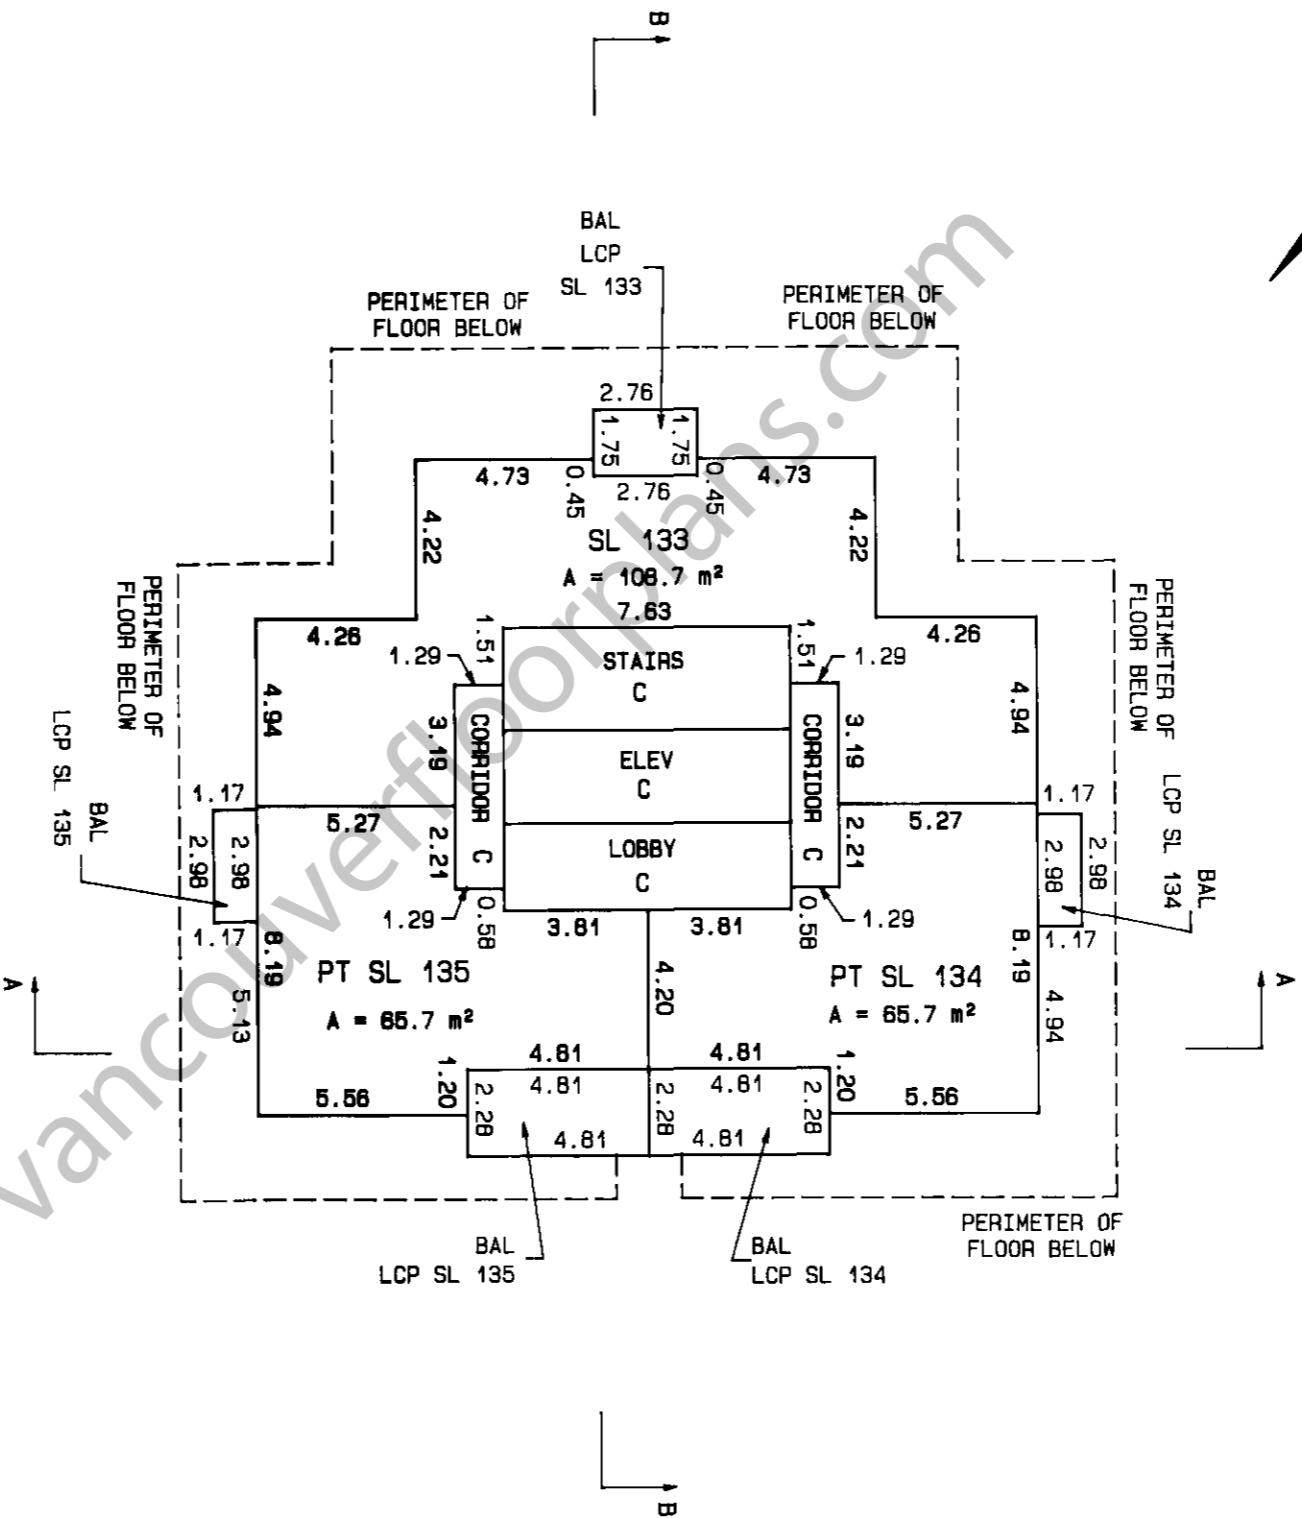 B
BAL
LCP
SL 133
PERIMETER OF
FLOOR BELOW
PERIMETER OF
FLOOR BELOW
2.76
1.75
1.75
4.73
0.45
2.76
0.45
4.73
4.22
SL 133
4.22
A = 108.7 m²
7.63
4.26
1.51
1.51
4.26
1.29
STAIRS
C
1.29
PERIMETER OF
FLOOR BELOW
PERIMETER OF
FLOOR BELOW
4.94
3.19
CORRIDOR C
ELEV
C
CORRIDOR C
3.19
4.94
LCP SL 135
BAL
1.17
5.27
2.21
LOBBY
C
2.21
5.27
1.17
LCP SL 134
BAL
2.98
2.98
2.98
2.98
1.29
0.58
3.81
3.81
0.58
1.29
1.17
1.17
8.19
5.13
PT SL 135
A = 65.7 m²
4.20
PT SL 134
A = 65.7 m²
8.19
4.94
A
A
4.81
4.81
1.20
4.81
4.81
1.20
5.56
2.28
2.28
2.28
5.56
4.81
4.81
PERIMETER OF
FLOOR BELOW
BAL
LCP SL 135
BAL
LCP SL 134
B
vancouverfloorplans.com